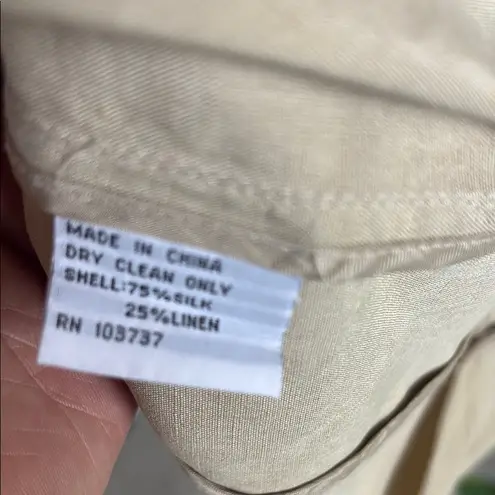 MADE IN CHINA
DRY CLEAN ONLY
SHELL:75%SILK
25%LINEN
RN 103737